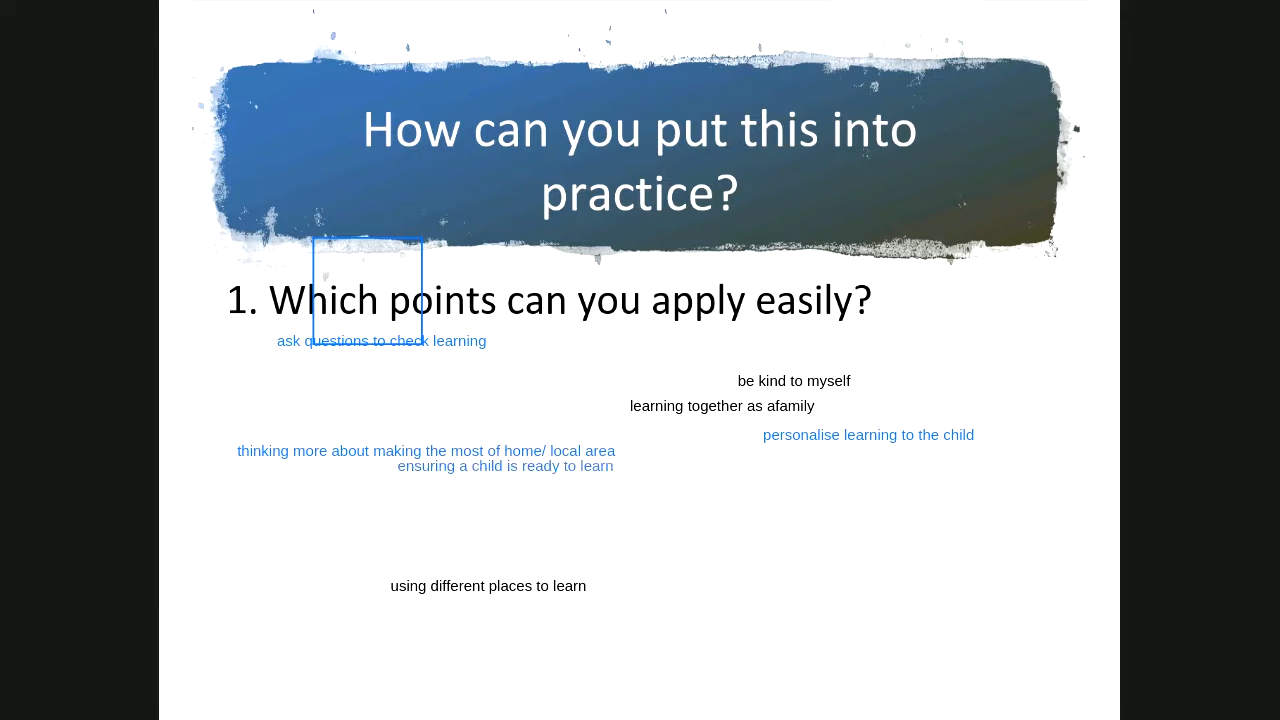 How can you put this into
practice?
1. Which points can you apply easily?
ask questions to check learning
be kind to myself
learning together as afamily
personalise learning to the child
thinking more about making the most of home/ local area
ensuring a child is ready to learn
using different places to learn